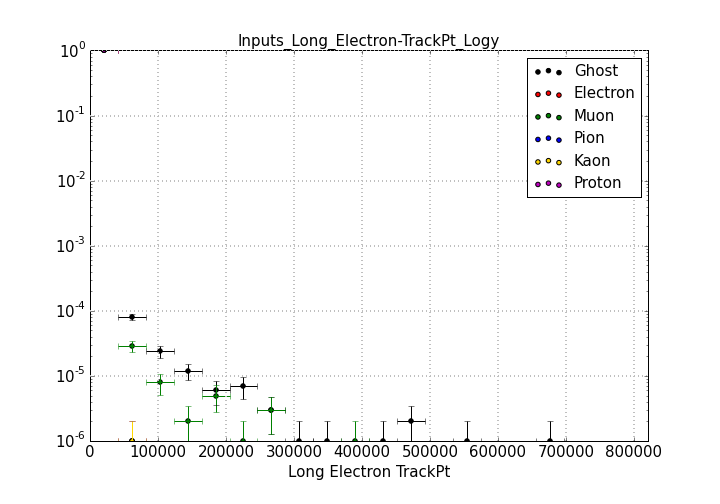 Inputs_Long_Electron-TrackPt_Logy
10^0
10^-1
10^-2
10^-3
10^-4
10^-5
10^-6
Ghost
Electron
Muon
Pion
Kaon
Proton
0 100000 200000 300000 400000 500000 600000 700000 800000
Long Electron TrackPt